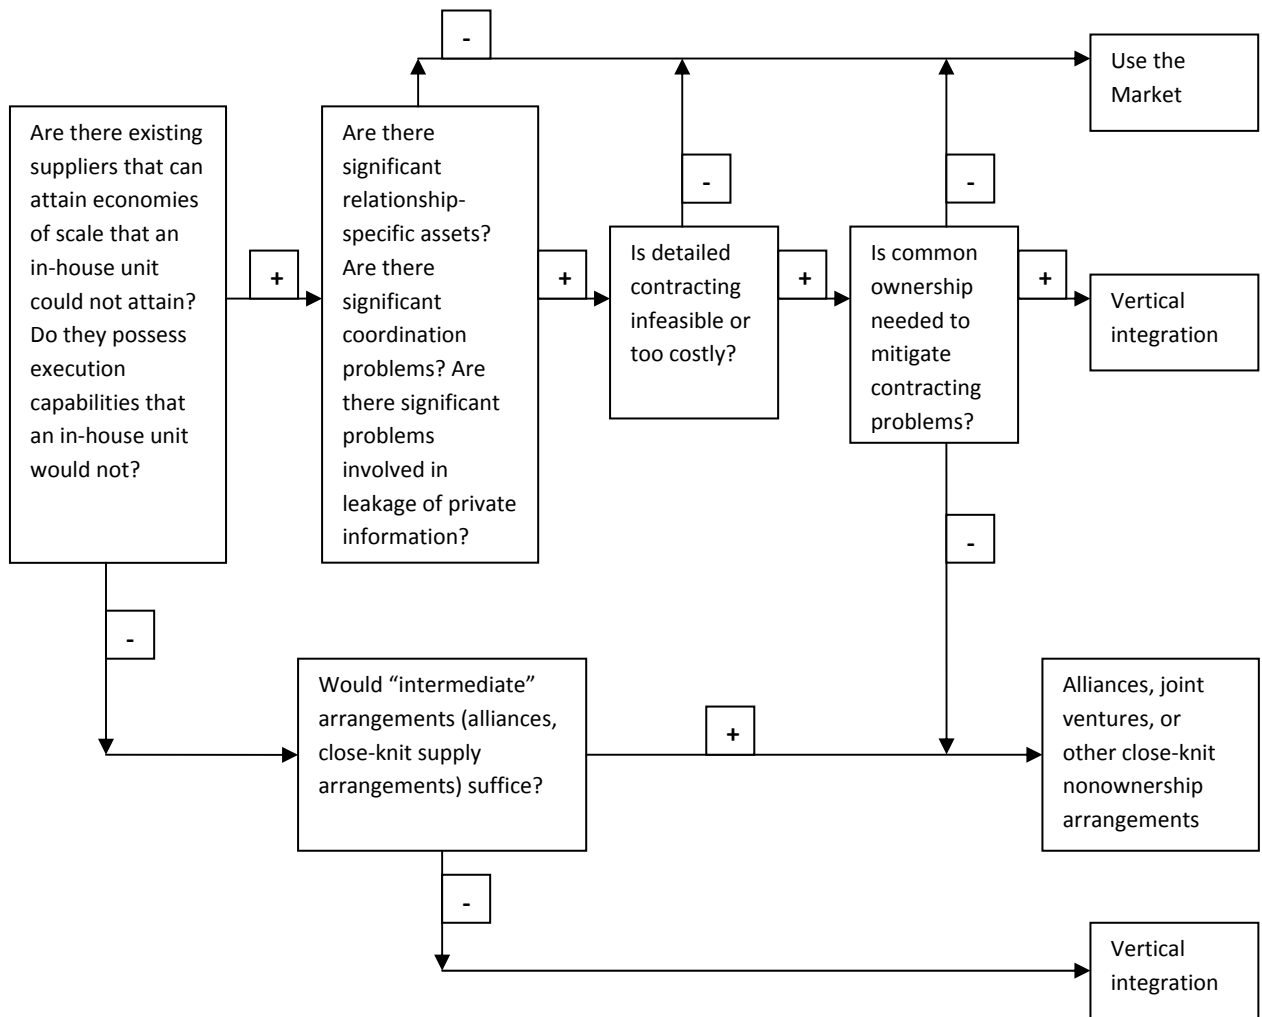 -
Use the
Market
Are there existing
suppliers that can
attain economies
of scale that an
in-house unit
could not attain?
Do they possess
execution
capabilities that
an in-house unit
would not?
+
Are there
significant
relationship-
specific assets?
Are there
significant
coordination
problems? Are
there significant
problems
involved in
leakage of private
information?
+
-
Is detailed
contracting
infeasible or
too costly?
+
-
Is common
ownership
needed to
mitigate
contracting
problems?
+
Vertical
integration
-
-
Would “intermediate”
arrangements (alliances,
close-knit supply
arrangements) suffice?
+
Alliances, joint
ventures, or
other close-knit
nonownership
arrangements
-
Vertical
integration